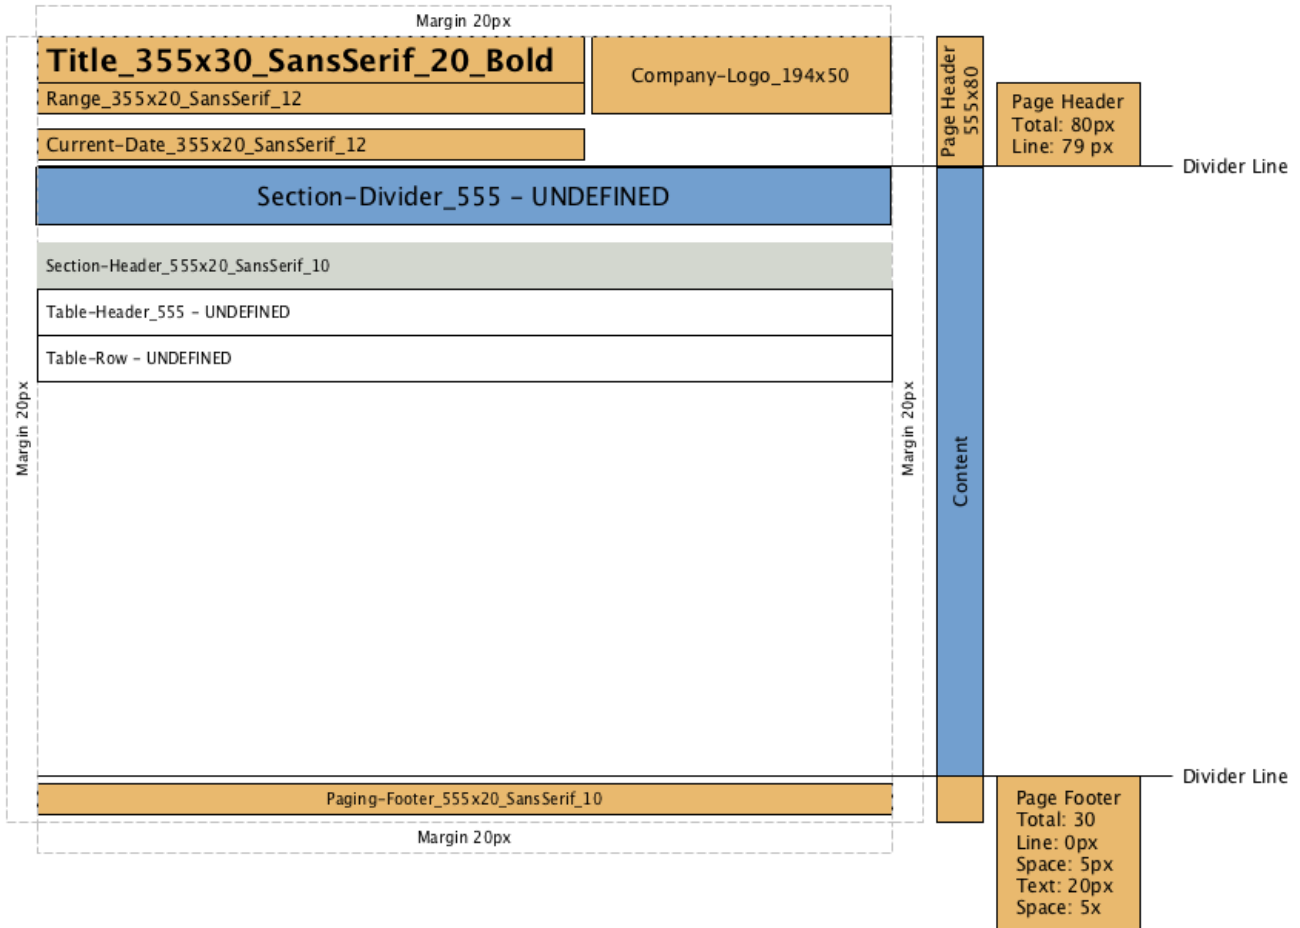 Margin 20px
Title_355x30_SansSerif_20_Bold
Range_355x20_SansSerif_12
Company-Logo_194x50
Current-Date_355x20_SansSerif_12
Page Header
555x80
Page Header
Total: 80px
Line: 79 px
Divider Line
Section-Divider_555 - UNDEFINED
Section-Header_555x20_SansSerif_10
Table-Header_555 - UNDEFINED
Table-Row - UNDEFINED
Margin 20px
Margin 20px
Content
Divider Line
Paging-Footer_555x20_SansSerif_10
Margin 20px
Page Footer
Total: 30
Line: 0px
Space: 5px
Text: 20px
Space: 5x